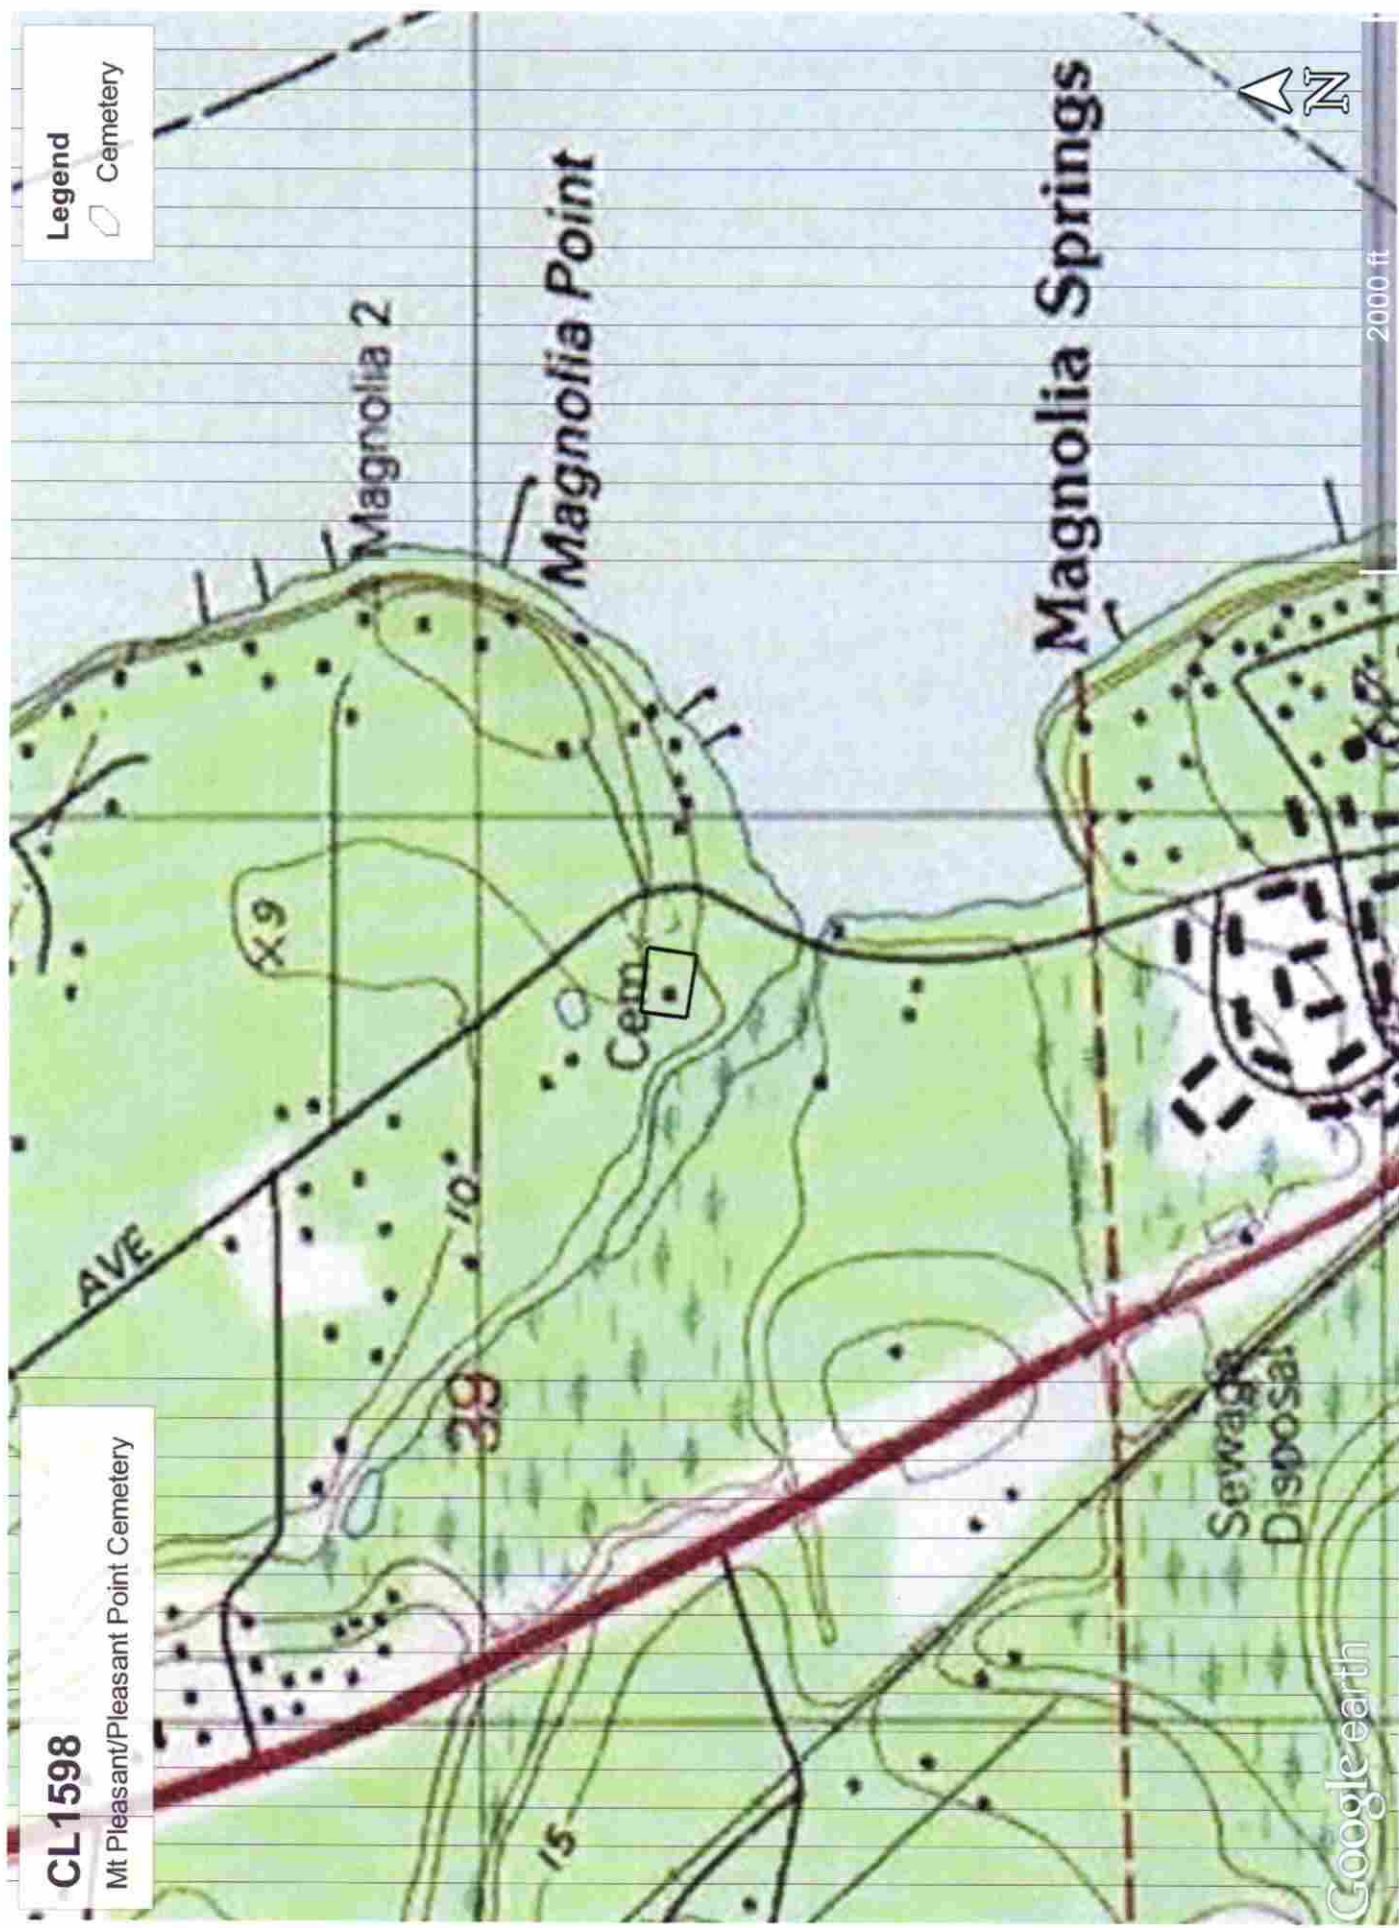 CL1598
Mt Pleasant/Pleasant Point Cemetery
Legend
Cemetery
AVE
X 9
Magnolia 2
10
39
Magnolia Point
15
Cem
Magnolia Springs
Sewage
Disposal
Google earth
2000 ft
N